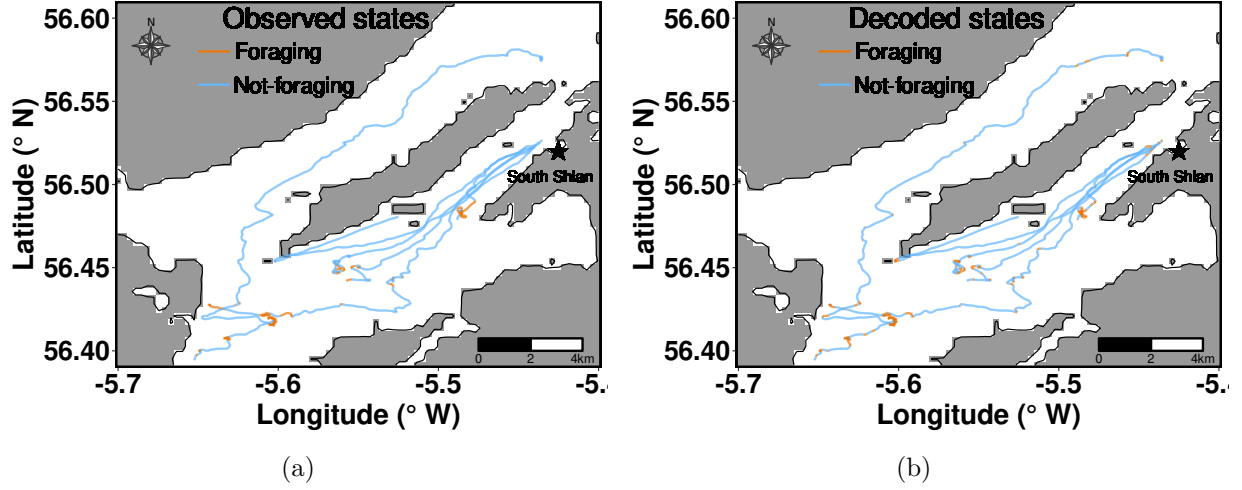 56.60
56.55
56.50
56.45
56.40
Latitude (° N)
N
Observed states
Foraging
Not-foraging
South Shian
0 2 4km
-5.7 -5.6 -5.5 -5.
Longitude (° W)
(a)
56.60
56.55
56.50
56.45
56.40
Latitude (° N)
N
Decoded states
Foraging
Not-foraging
South Shian
0 2 4km
-5.7 -5.6 -5.5 -5.
Longitude (° W)
(b)